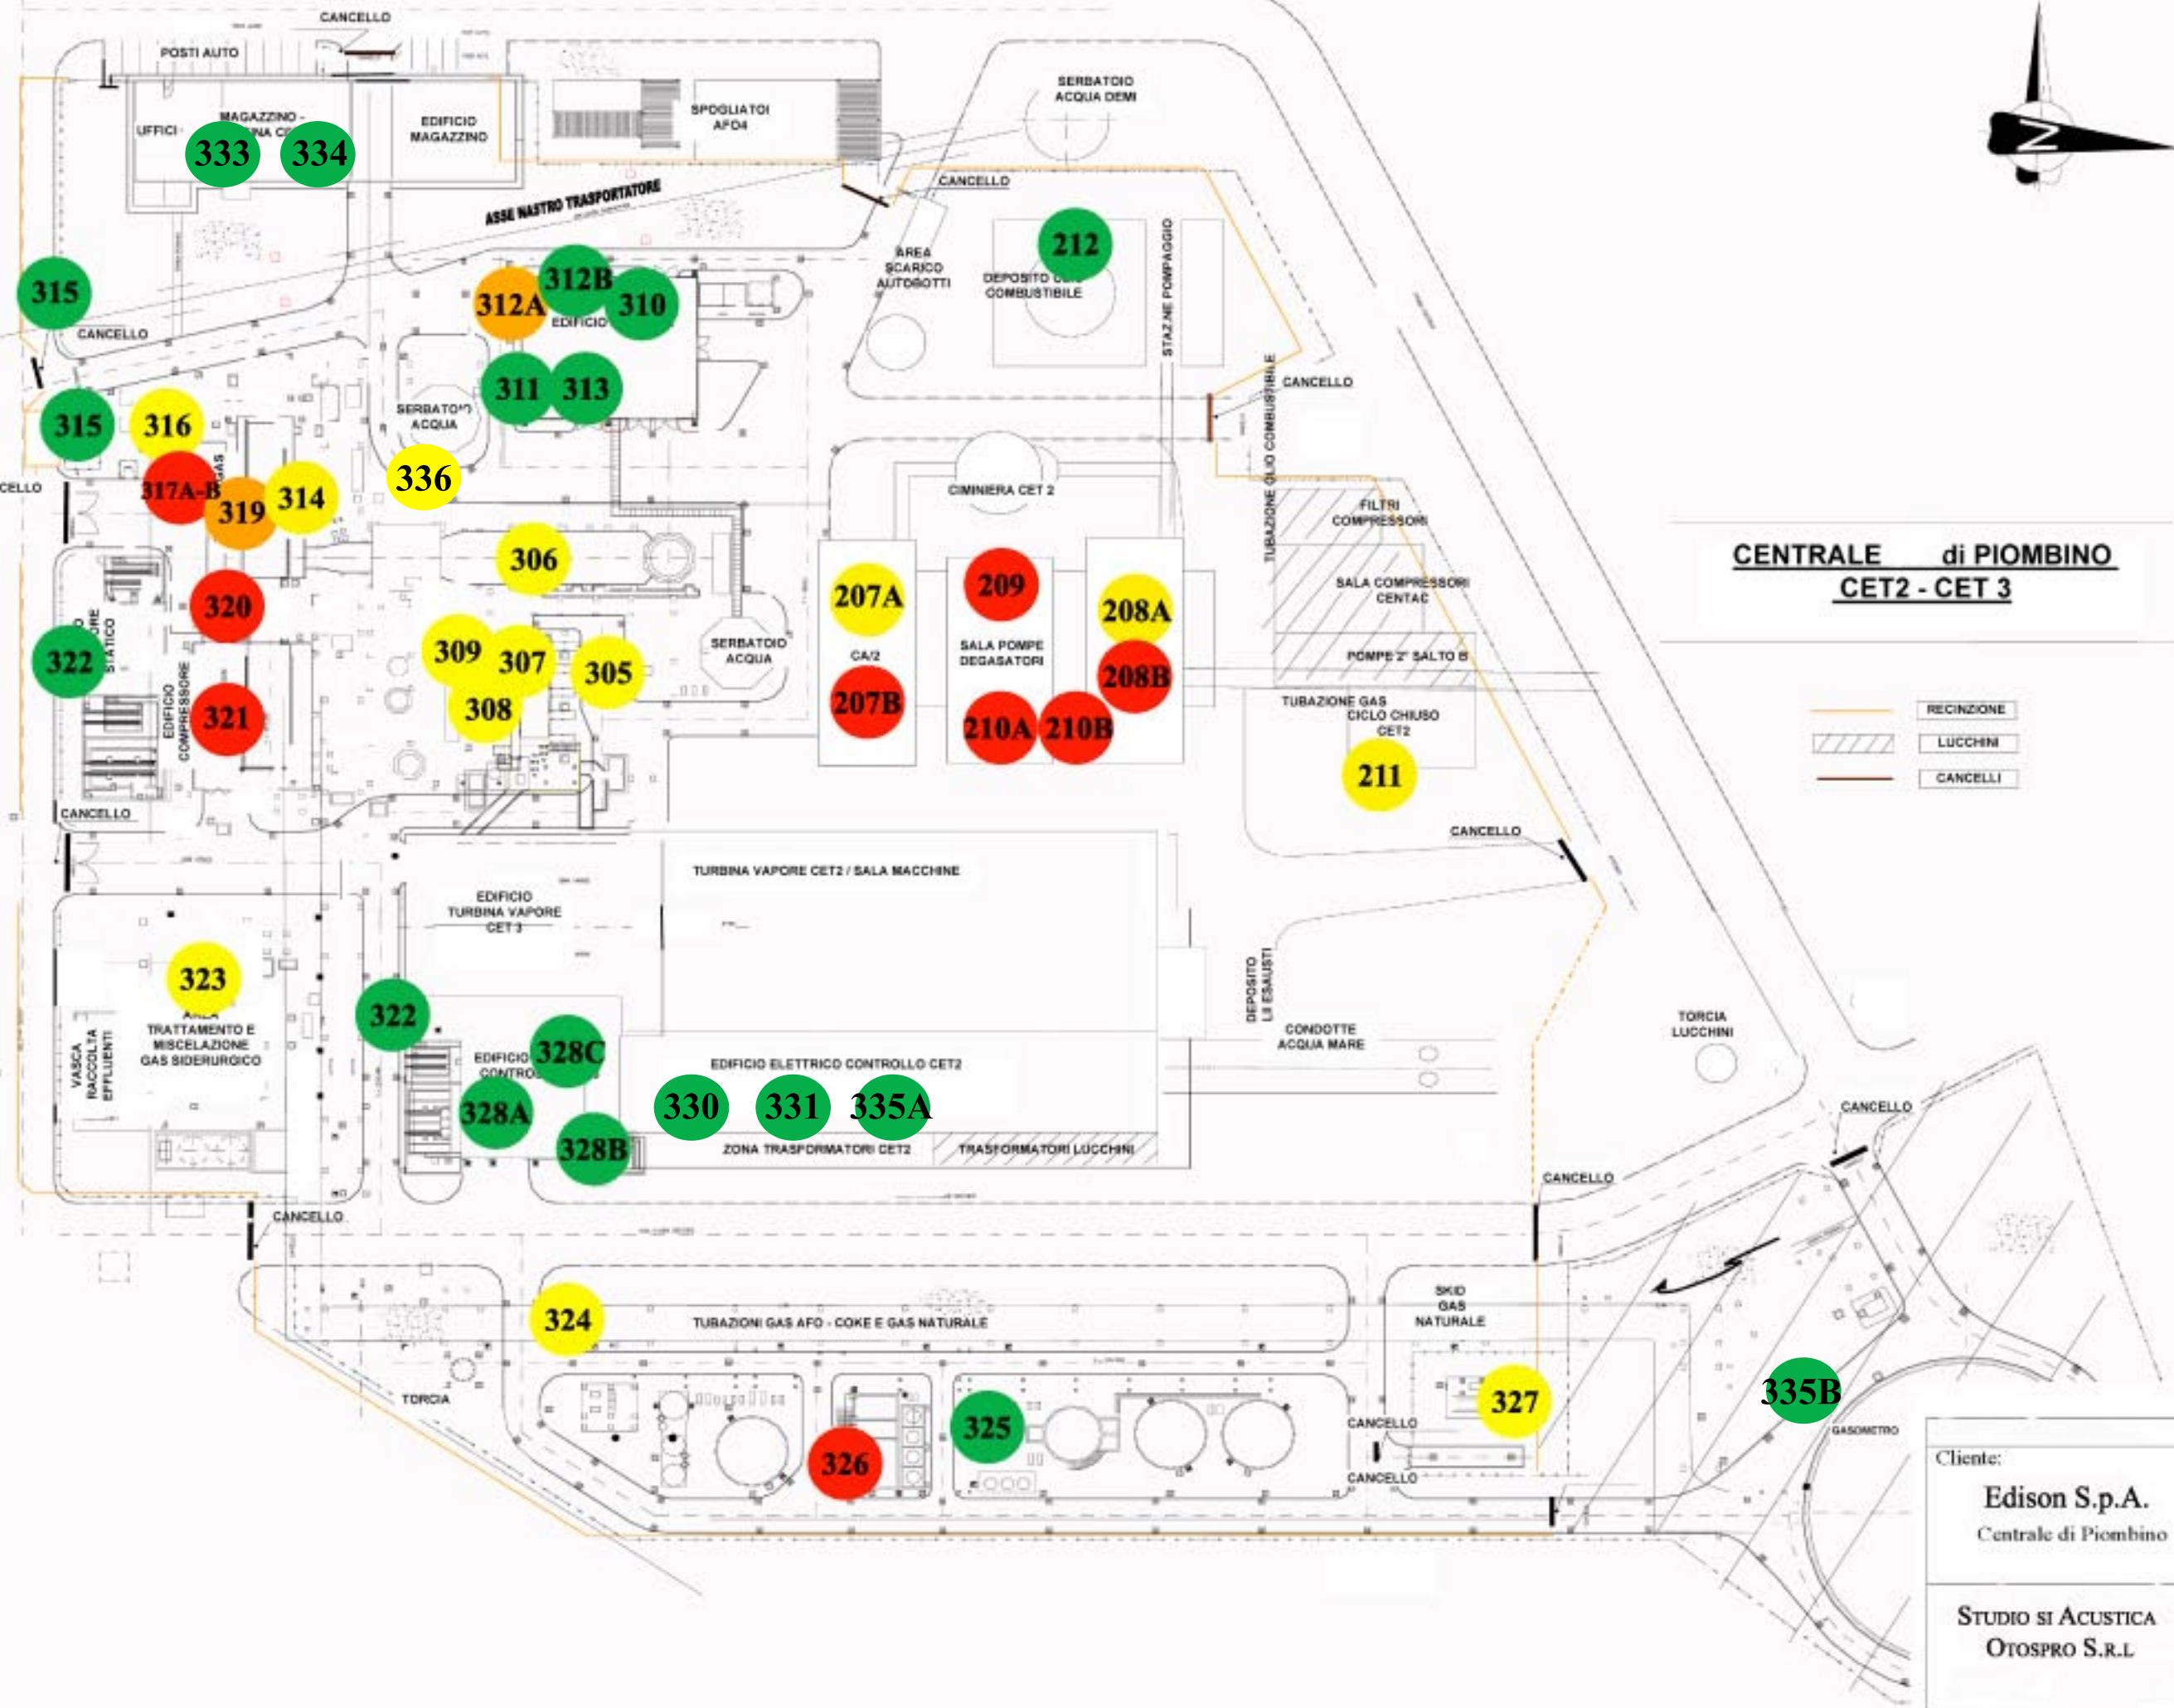 CANCELLO
POSTI AUTO
UFFICI
MAGAZZINO -
333
334
EDIFICIO
MAGAZZINO
SPOGLIATOI
AFO4
SERBATOIO
ACQUA DEMI
N
ASSE NASTRO TRASPORTATORE
CANCELLO
315
CANCELLO
312A
312B
310
EDIFICIO
311
313
AREA
SCARICO
AUTOBOTTI
212
DEPOSITO
COMBUSTIBILE
STAZ.NE POMPAGGIO
CANCELLO
TUBAZIONE OLIO COMBUSTIBILE
315
316
SERBATOIO
ACQUA
336
CELLO
317A-B
GAS
319
314
CIMINIERA CET 2
FILTRI
COMPRESSORI
CENTRALE di PIOMBINO
CET2 - CET 3
306
207A
209
208A
SALA COMPRESSORI
CENTAC
320
STATICO
322
309
307
305
308
SERBATOIO
ACQUA
CA/2
207B
SALA POMPE
DEGASATORI
208B
210A
210B
POMPE 2° SALTO B
TUBAZIONE GAS
CICLO CHIUSO
CET2
211
321
EDIFICIO
COMPRESSORE
RECINZIONE
LUCCHINI
CANCELLI
CANCELLO
CANCELLO
TURBINA VAPORE CET2 / SALA MACCHINE
EDIFICIO
TURBINA VAPORE
CET 3
323
AREA
TRATTAMENTO E
MISCELAZIONE
GAS SIDERURGICO
VASCA
RACCOLTA
EFFLUENTI
322
EDIFICIO
CONTRO
328C
328A
328B
EDIFICIO ELETTRICO CONTROLLO CET2
330
331
335A
ZONA TRASFORMATORI CET2
TRASFORMATORI LUCCHINI
DEPOSITO
ESAUSTI
CONDOTTE
ACQUA MARE
TORCIA
LUCCHINI
CANCELLO
CANCELLO
CANCELLO
324
TUBAZIONI GAS AFO - COKE E GAS NATURALE
SKID
GAS
NATURALE
TORCIA
326
325
CANCELLO
CANCELLO
327
335B
GASOMETRO
Cliente:
Edison S.p.A.
Centrale di Piombino
STUDIO SI ACUSTICA
OTOSPRO S.R.L